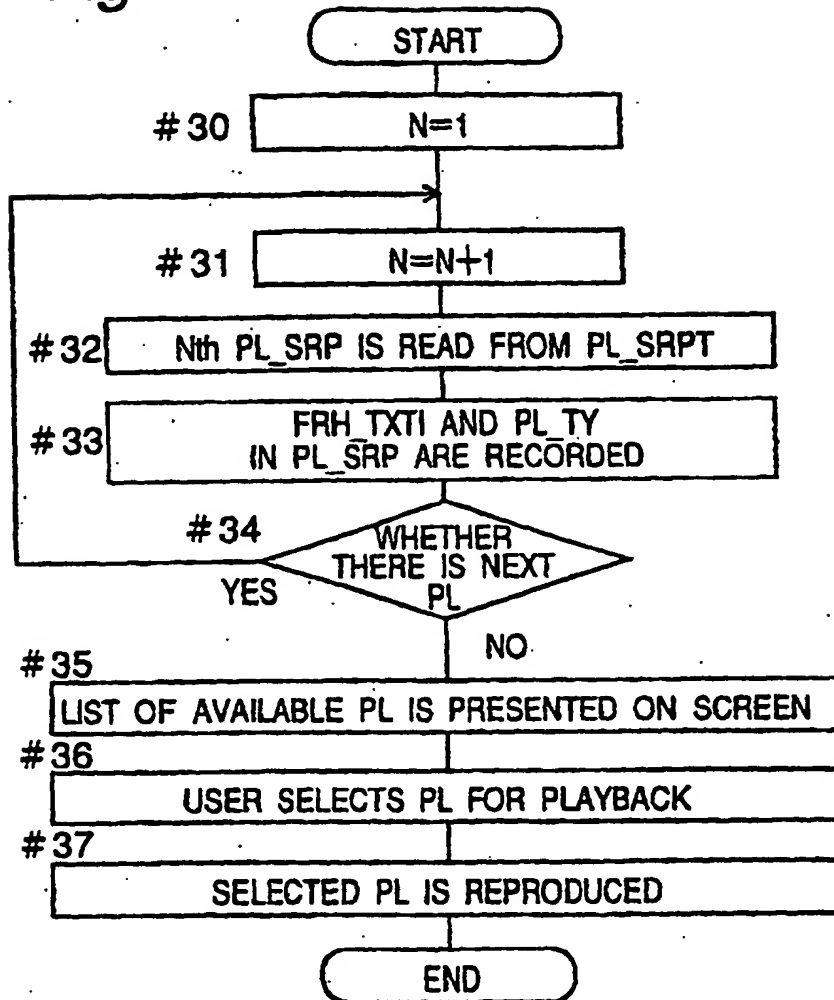 START
#30
N=1
#31
N=N+1
#32
Nth PL_SRP IS READ FROM PL_SRPT
#33
FRH_TXTI AND PL_TY
IN PL_SRP ARE RECORDED
#34
WHETHER
THERE IS NEXT
PL
YES
NO
#35
LIST OF AVAILABLE PL IS PRESENTED ON SCREEN
#36
USER SELECTS PL FOR PLAYBACK
#37
SELECTED PL IS REPRODUCED
END